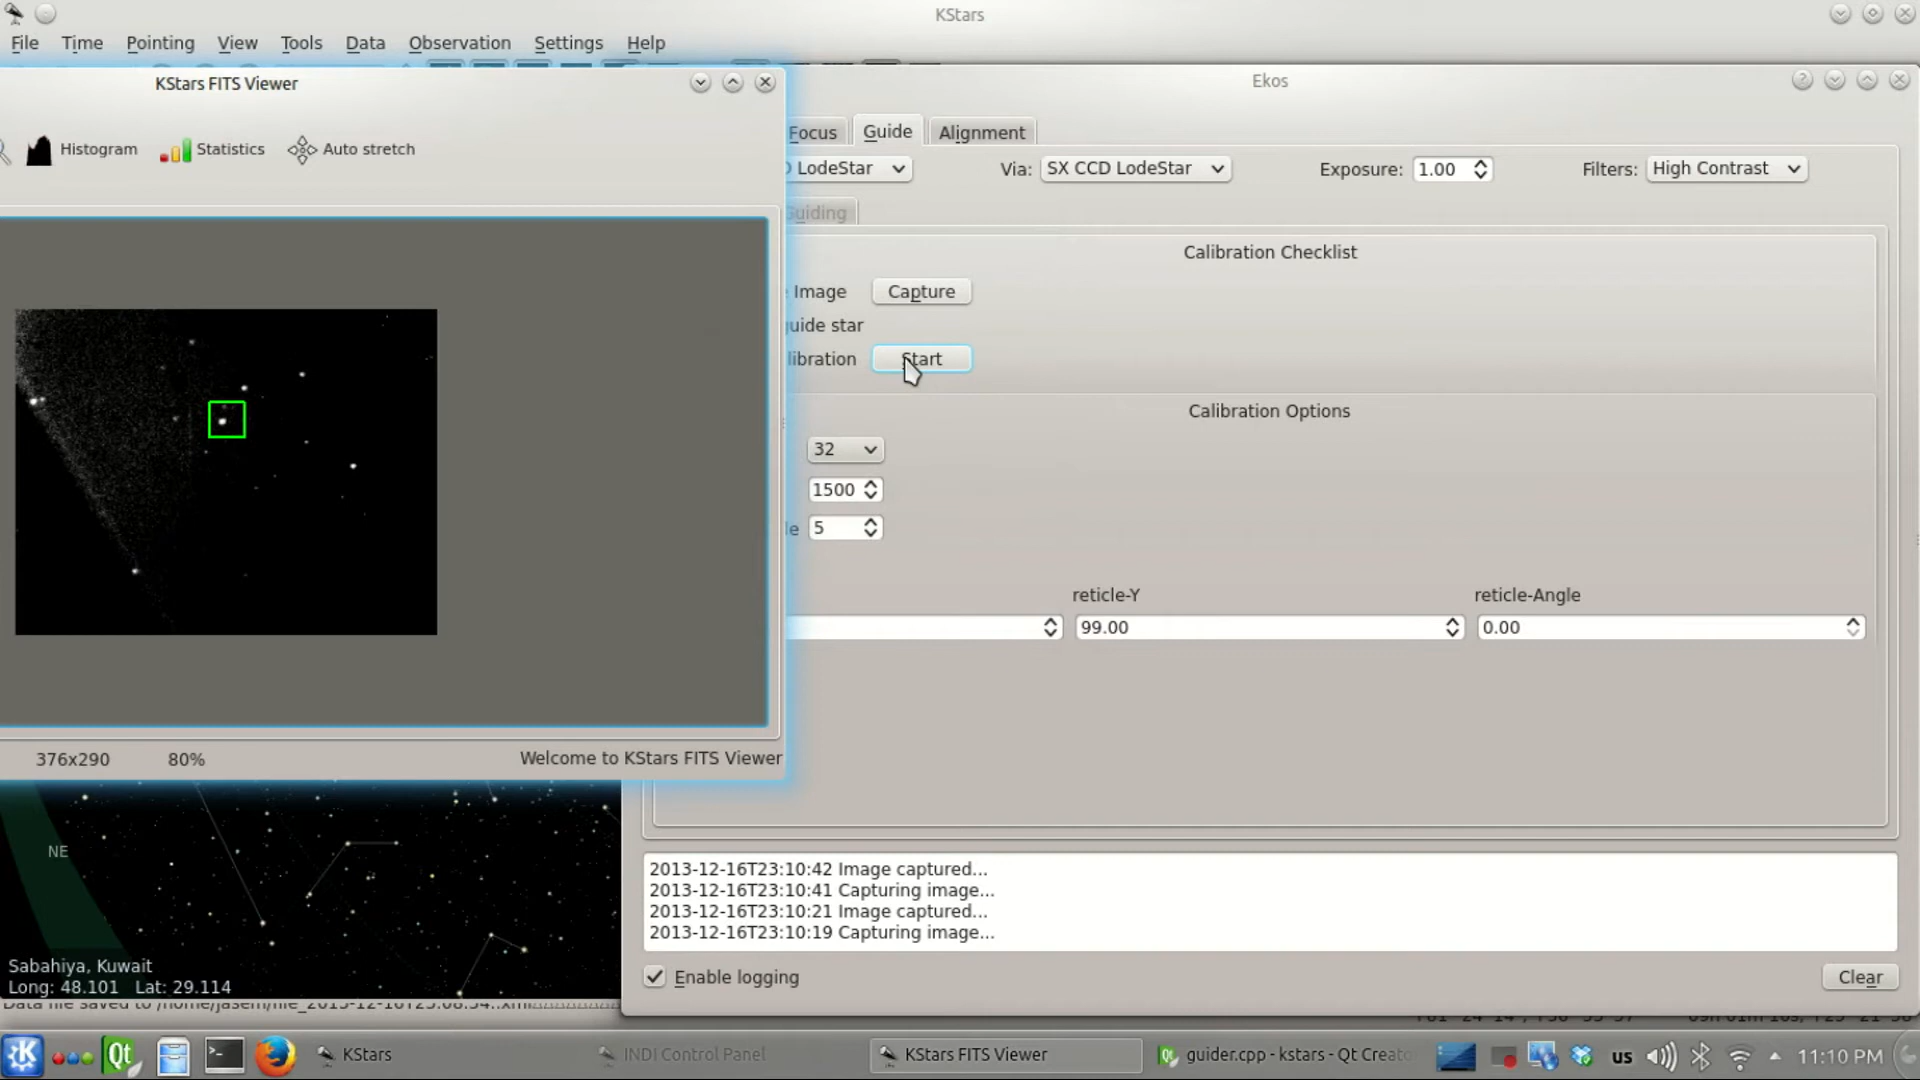 KStars
File Time Pointing View Tools Data Observation Settings Help
KStars FITS Viewer
Histogram Statistics Auto stretch
376x290 80% Welcome to KStars FITS Viewer
Ekos
Focus Guide Alignment
LodeStar Via: SX CCD LodeStar Exposure: 1.00 Filters: High Contrast
Guiding
Calibration Checklist
Image Capture
guide star
Start
Calibration Options
32
1500
5
reticle-Y reticle-Angle
99.00 0.00
2013-12-16T23:10:42 Image captured...
2013-12-16T23:10:41 Capturing image...
2013-12-16T23:10:21 Image captured...
2013-12-16T23:10:19 Capturing image...
Enable logging Clear
NE
Sabahiya, Kuwait
Long: 48.101 Lat: 29.114
KStars INDI Control Panel KStars FITS Viewer guider.cpp - kstars - Qt Creato us 11:10 PM